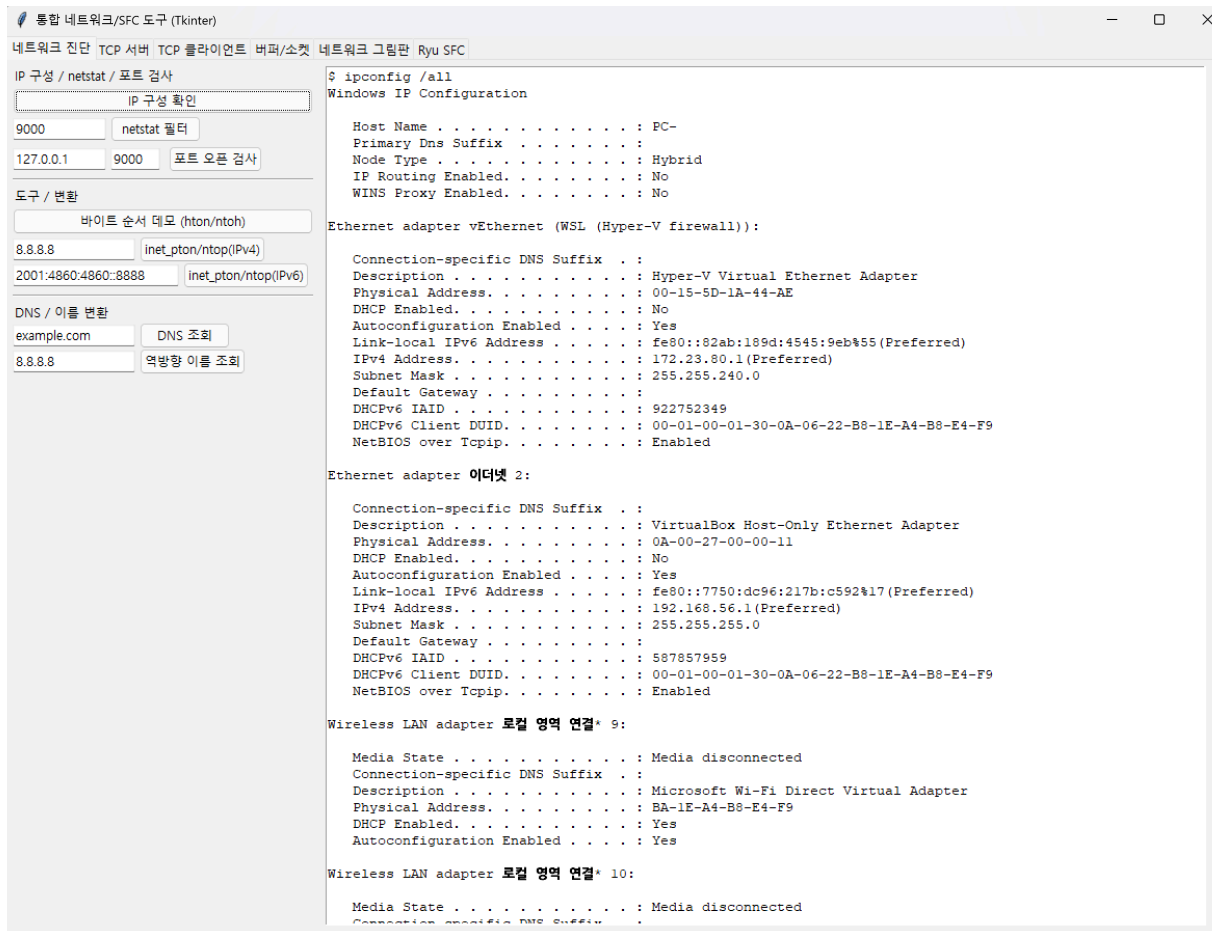 통합 네트워크/SFC 도구 (Tkinter)
네트워크 진단 TCP 서버 TCP 클라이언트 버퍼/소켓 네트워크 그림판 Ryu SFC
IP 구성 / netstat / 포트 검사
IP 구성 확인
9000 netstat 필터
127.0.0.1 9000 포트 오픈 검사
도구 / 변환
바이트 순서 데모 (hton/ntoh)
8.8.8.8 inet_pton/ntop(IPv4)
2001:4860:4860::8888 inet_pton/ntop(IPv6)
DNS / 이름 변환
example.com DNS 조회
8.8.8.8 역방향 이름 조회
$ ipconfig /all
Windows IP Configuration
Host Name . . . . . . . . . . . . : PC-
Primary Dns Suffix . . . . . . . :
Node Type . . . . . . . . . . . . : Hybrid
IP Routing Enabled. . . . . . . . : No
WINS Proxy Enabled. . . . . . . . : No
Ethernet adapter vEthernet (WSL (Hyper-V firewall)):
Connection-specific DNS Suffix . :
Description . . . . . . . . . . . : Hyper-V Virtual Ethernet Adapter
Physical Address. . . . . . . . . : 00-15-5D-1A-44-AE
DHCP Enabled. . . . . . . . . . . : No
Autoconfiguration Enabled . . . . : Yes
Link-local IPv6 Address . . . . . : fe80::82ab:189d:4545:9eb%55(Preferred)
IPv4 Address. . . . . . . . . . . : 172.23.80.1(Preferred)
Subnet Mask . . . . . . . . . . . : 255.255.240.0
Default Gateway . . . . . . . . . :
DHCPv6 IAID . . . . . . . . . . . : 922752349
DHCPv6 Client DUID. . . . . . . . : 00-01-00-01-30-0A-06-22-B8-1E-A4-B8-E4-F9
NetBIOS over Tcpip. . . . . . . . : Enabled
Ethernet adapter 이더넷 2:
Connection-specific DNS Suffix . :
Description . . . . . . . . . . . : VirtualBox Host-Only Ethernet Adapter
Physical Address. . . . . . . . . : 0A-00-27-00-00-11
DHCP Enabled. . . . . . . . . . . : No
Autoconfiguration Enabled . . . . : Yes
Link-local IPv6 Address . . . . . : fe80::7750:dc96:217b:c592%17(Preferred)
IPv4 Address. . . . . . . . . . . : 192.168.56.1(Preferred)
Subnet Mask . . . . . . . . . . . : 255.255.255.0
Default Gateway . . . . . . . . . :
DHCPv6 IAID . . . . . . . . . . . : 587857959
DHCPv6 Client DUID. . . . . . . . : 00-01-00-01-30-0A-06-22-B8-1E-A4-B8-E4-F9
NetBIOS over Tcpip. . . . . . . . : Enabled
Wireless LAN adapter 로컬 영역 연결* 9:
Media State . . . . . . . . . . . : Media disconnected
Connection-specific DNS Suffix . :
Description . . . . . . . . . . . : Microsoft Wi-Fi Direct Virtual Adapter
Physical Address. . . . . . . . . : BA-1E-A4-B8-E4-F9
DHCP Enabled. . . . . . . . . . . : Yes
Autoconfiguration Enabled . . . . : Yes
Wireless LAN adapter 로컬 영역 연결* 10:
Media State . . . . . . . . . . . : Media disconnected
Connection-specific DNS Suffix . :